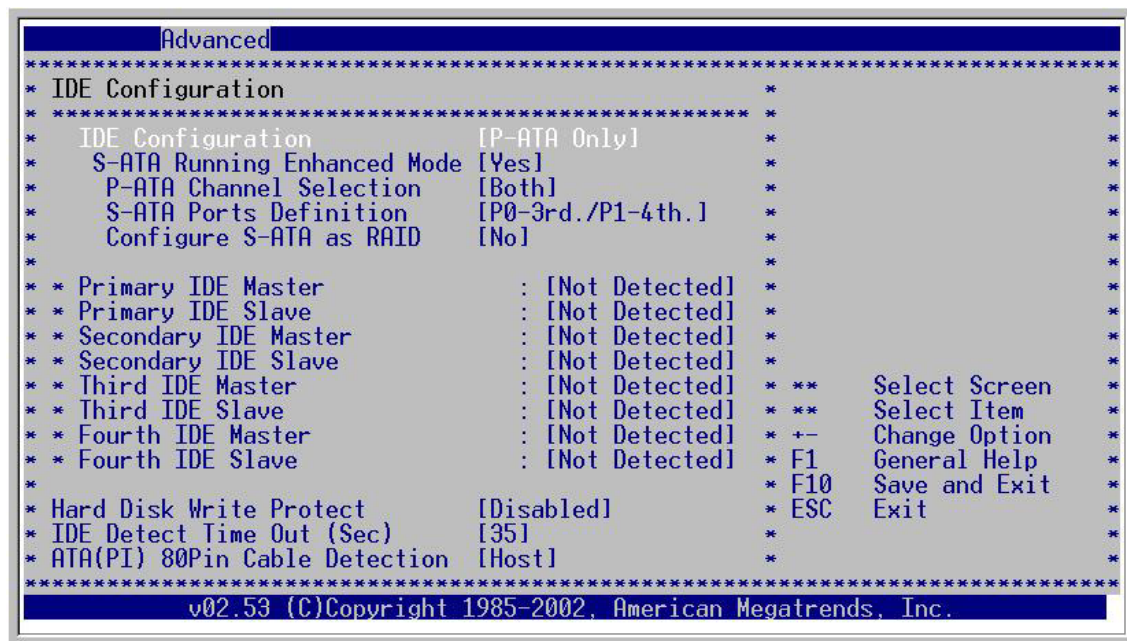 Advanced
********************************************************************************
* IDE Configuration * *
* *************************************************** * *
* IDE Configuration [P-ATA Only] * *
* S-ATA Running Enhanced Mode [Yes] * *
* P-ATA Channel Selection [Both] * *
* S-ATA Ports Definition [P0-3rd./P1-4th.] * *
* Configure S-ATA as RAID [No] * *
* * *
* * Primary IDE Master : [Not Detected] * *
* * Primary IDE Slave : [Not Detected] * *
* * Secondary IDE Master : [Not Detected] * *
* * Secondary IDE Slave : [Not Detected] * *
* * Third IDE Master : [Not Detected] * ** Select Screen *
* * Third IDE Slave : [Not Detected] * ** Select Item *
* * Fourth IDE Master : [Not Detected] * +- Change Option *
* * Fourth IDE Slave : [Not Detected] * F1 General Help *
* * F10 Save and Exit *
* Hard Disk Write Protect [Disabled] * ESC Exit *
* IDE Detect Time Out (Sec) [35] * *
* ATA(PI) 80Pin Cable Detection [Host] * *
********************************************************************************
v02.53 (C)Copyright 1985-2002, American Megatrends, Inc.